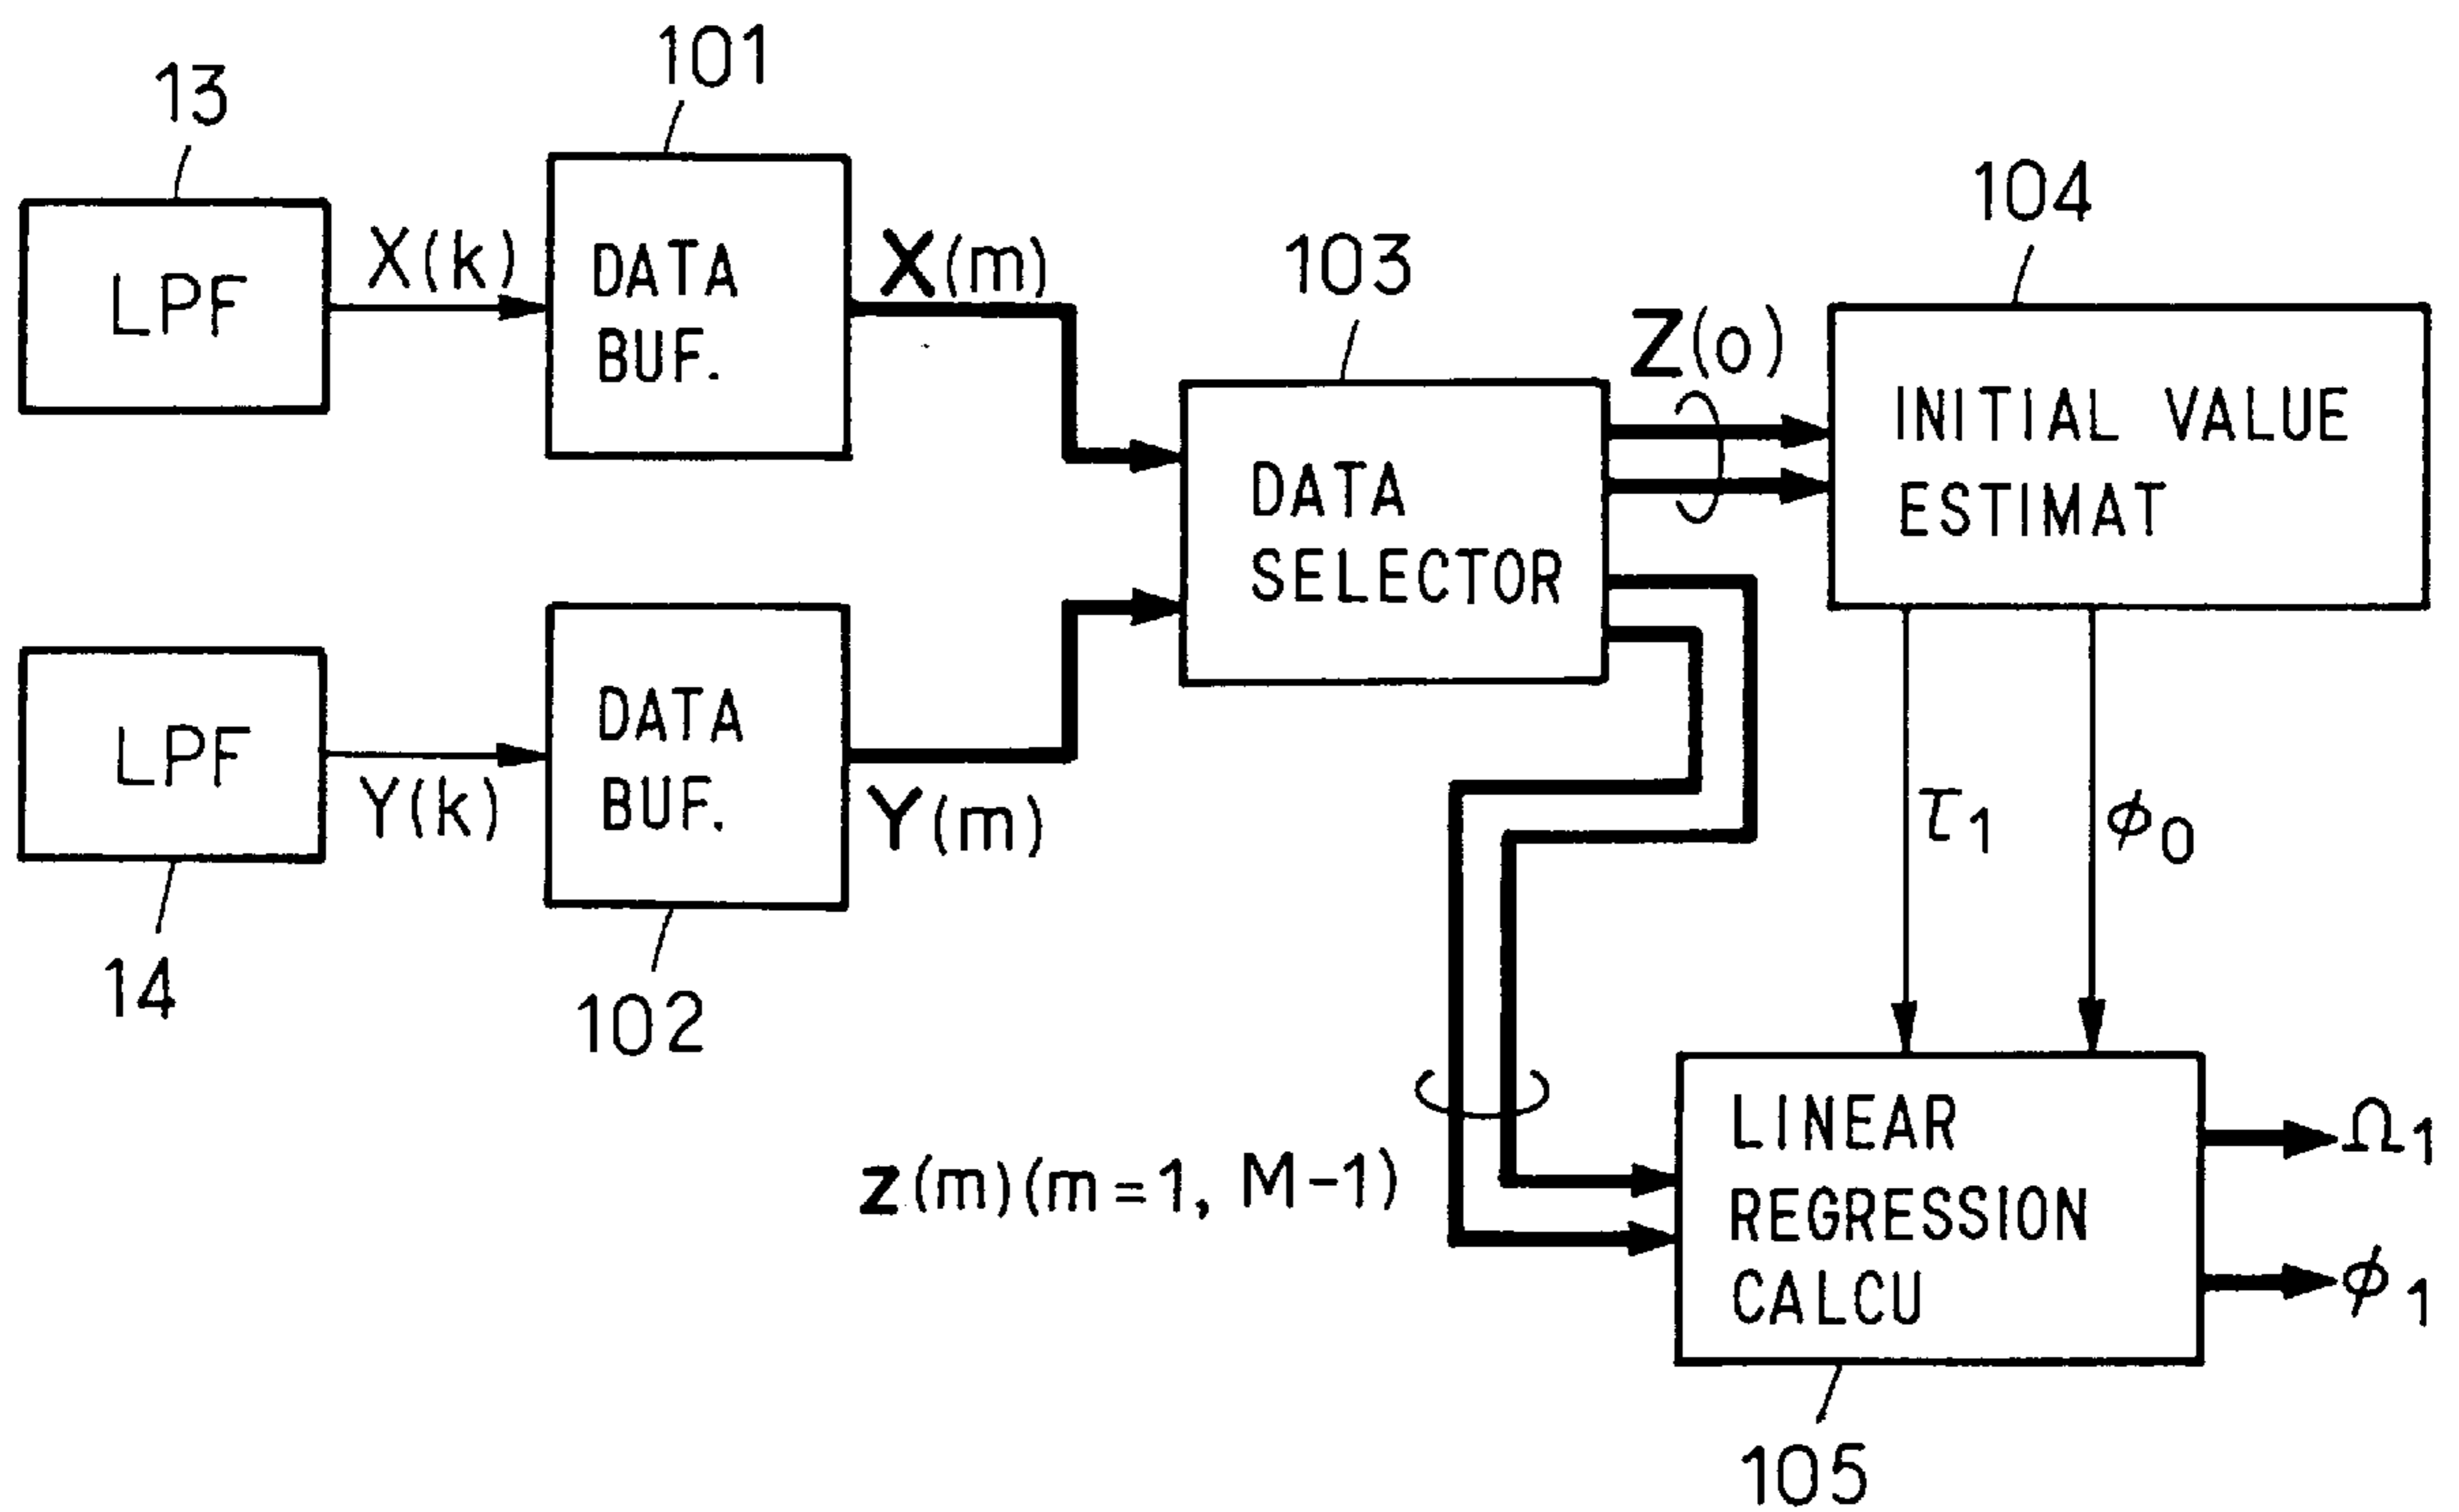 13
LPF
X(k)
101
DATA
BUF.
X(m)
14
LPF
Y(k)
102
DATA
BUF.
Y(m)
103
DATA
SELECTOR
Z(0)
104
INITIAL VALUE
ESTIMAT
τ1
ϕ0
z(m)(m=1, M-1)
LINEAR
REGRESSION
CALCU
105
Ω1
ϕ1